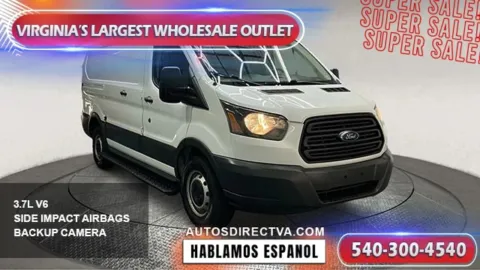 VIRGINIA'S LARGEST WHOLESALE OUTLET
SUPER SALE!
SUPER SALE!
SUPER SALE!
Ford
3.7L V6
SIDE IMPACT AIRBAGS
BACKUP CAMERA
AUTOSDIRECTVA.COM
HABLAMOS ESPANOL
540-300-4540